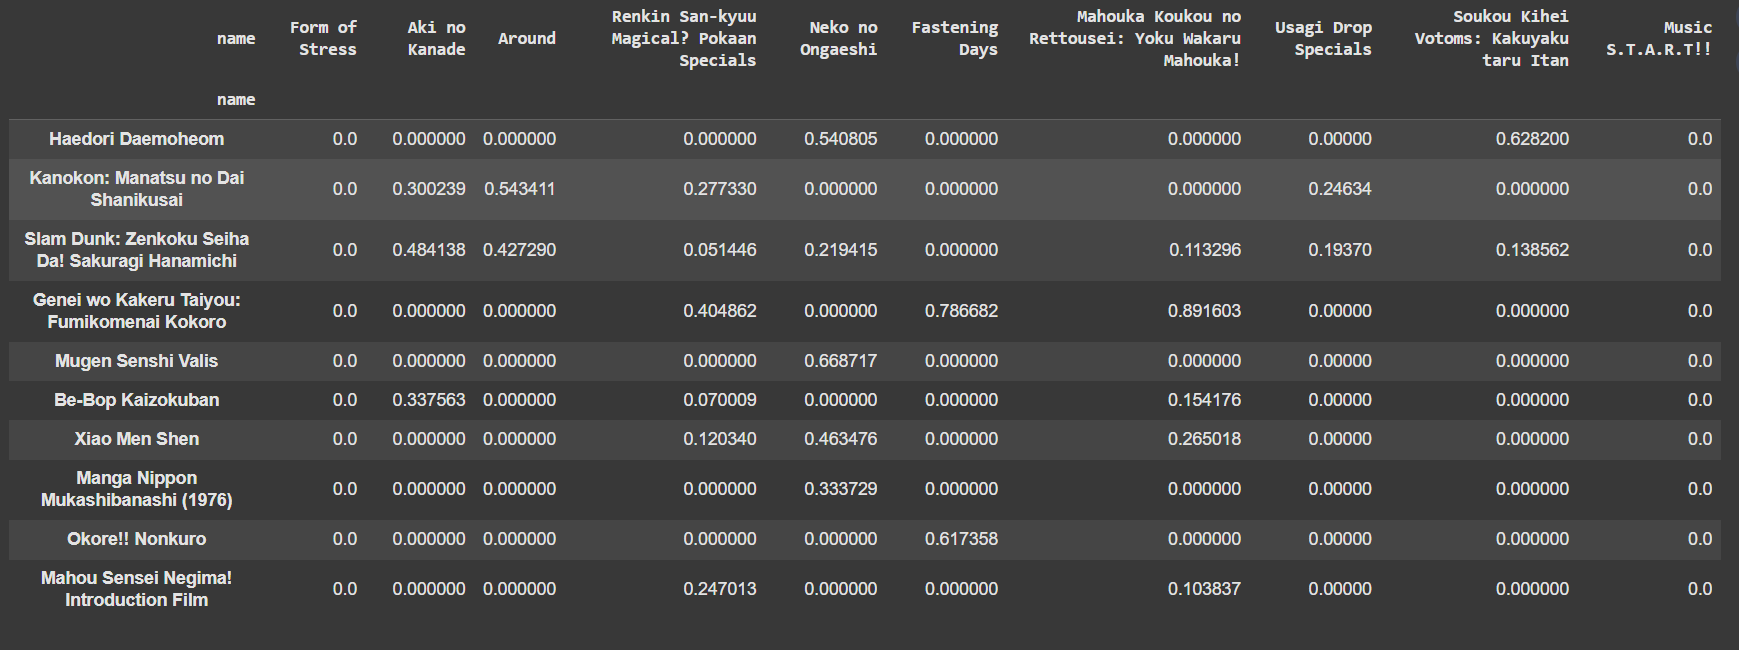 name Form of Stress Aki no Kanade Around Renkin San-kyuu Magical? Pokaan Specials Neko no Ongaeshi Fastening Days Mahouka Koukou no Rettousei: Yoku Wakaru Mahouka! Usagi Drop Specials Soukou Kihei Votoms: Kakuyaku taru Itan Music S.T.A.R.T!!
name
Haedori Daemoheom 0.0 0.000000 0.000000 0.000000 0.540805 0.000000 0.000000 0.00000 0.628200 0.0
Kanokon: Manatsu no Dai Shanikusai 0.0 0.300239 0.543411 0.277330 0.000000 0.000000 0.000000 0.24634 0.000000 0.0
Slam Dunk: Zenkoku Seiha Da! Sakuragi Hanamichi 0.0 0.484138 0.427290 0.051446 0.219415 0.000000 0.113296 0.19370 0.138562 0.0
Genei wo Kakeru Taiyou: Fumikomenai Kokoro 0.0 0.000000 0.000000 0.404862 0.000000 0.786682 0.891603 0.00000 0.000000 0.0
Mugen Senshi Valis 0.0 0.000000 0.000000 0.000000 0.668717 0.000000 0.000000 0.00000 0.000000 0.0
Be-Bop Kaizokuban 0.0 0.337563 0.000000 0.070009 0.000000 0.000000 0.154176 0.00000 0.000000 0.0
Xiao Men Shen 0.0 0.000000 0.000000 0.120340 0.463476 0.000000 0.265018 0.00000 0.000000 0.0
Manga Nippon Mukashibanashi (1976) 0.0 0.000000 0.000000 0.000000 0.333729 0.000000 0.000000 0.00000 0.000000 0.0
Okore!! Nonkuro 0.0 0.000000 0.000000 0.000000 0.000000 0.617358 0.000000 0.00000 0.000000 0.0
Mahou Sensei Negima! Introduction Film 0.0 0.000000 0.000000 0.247013 0.000000 0.000000 0.103837 0.00000 0.000000 0.0